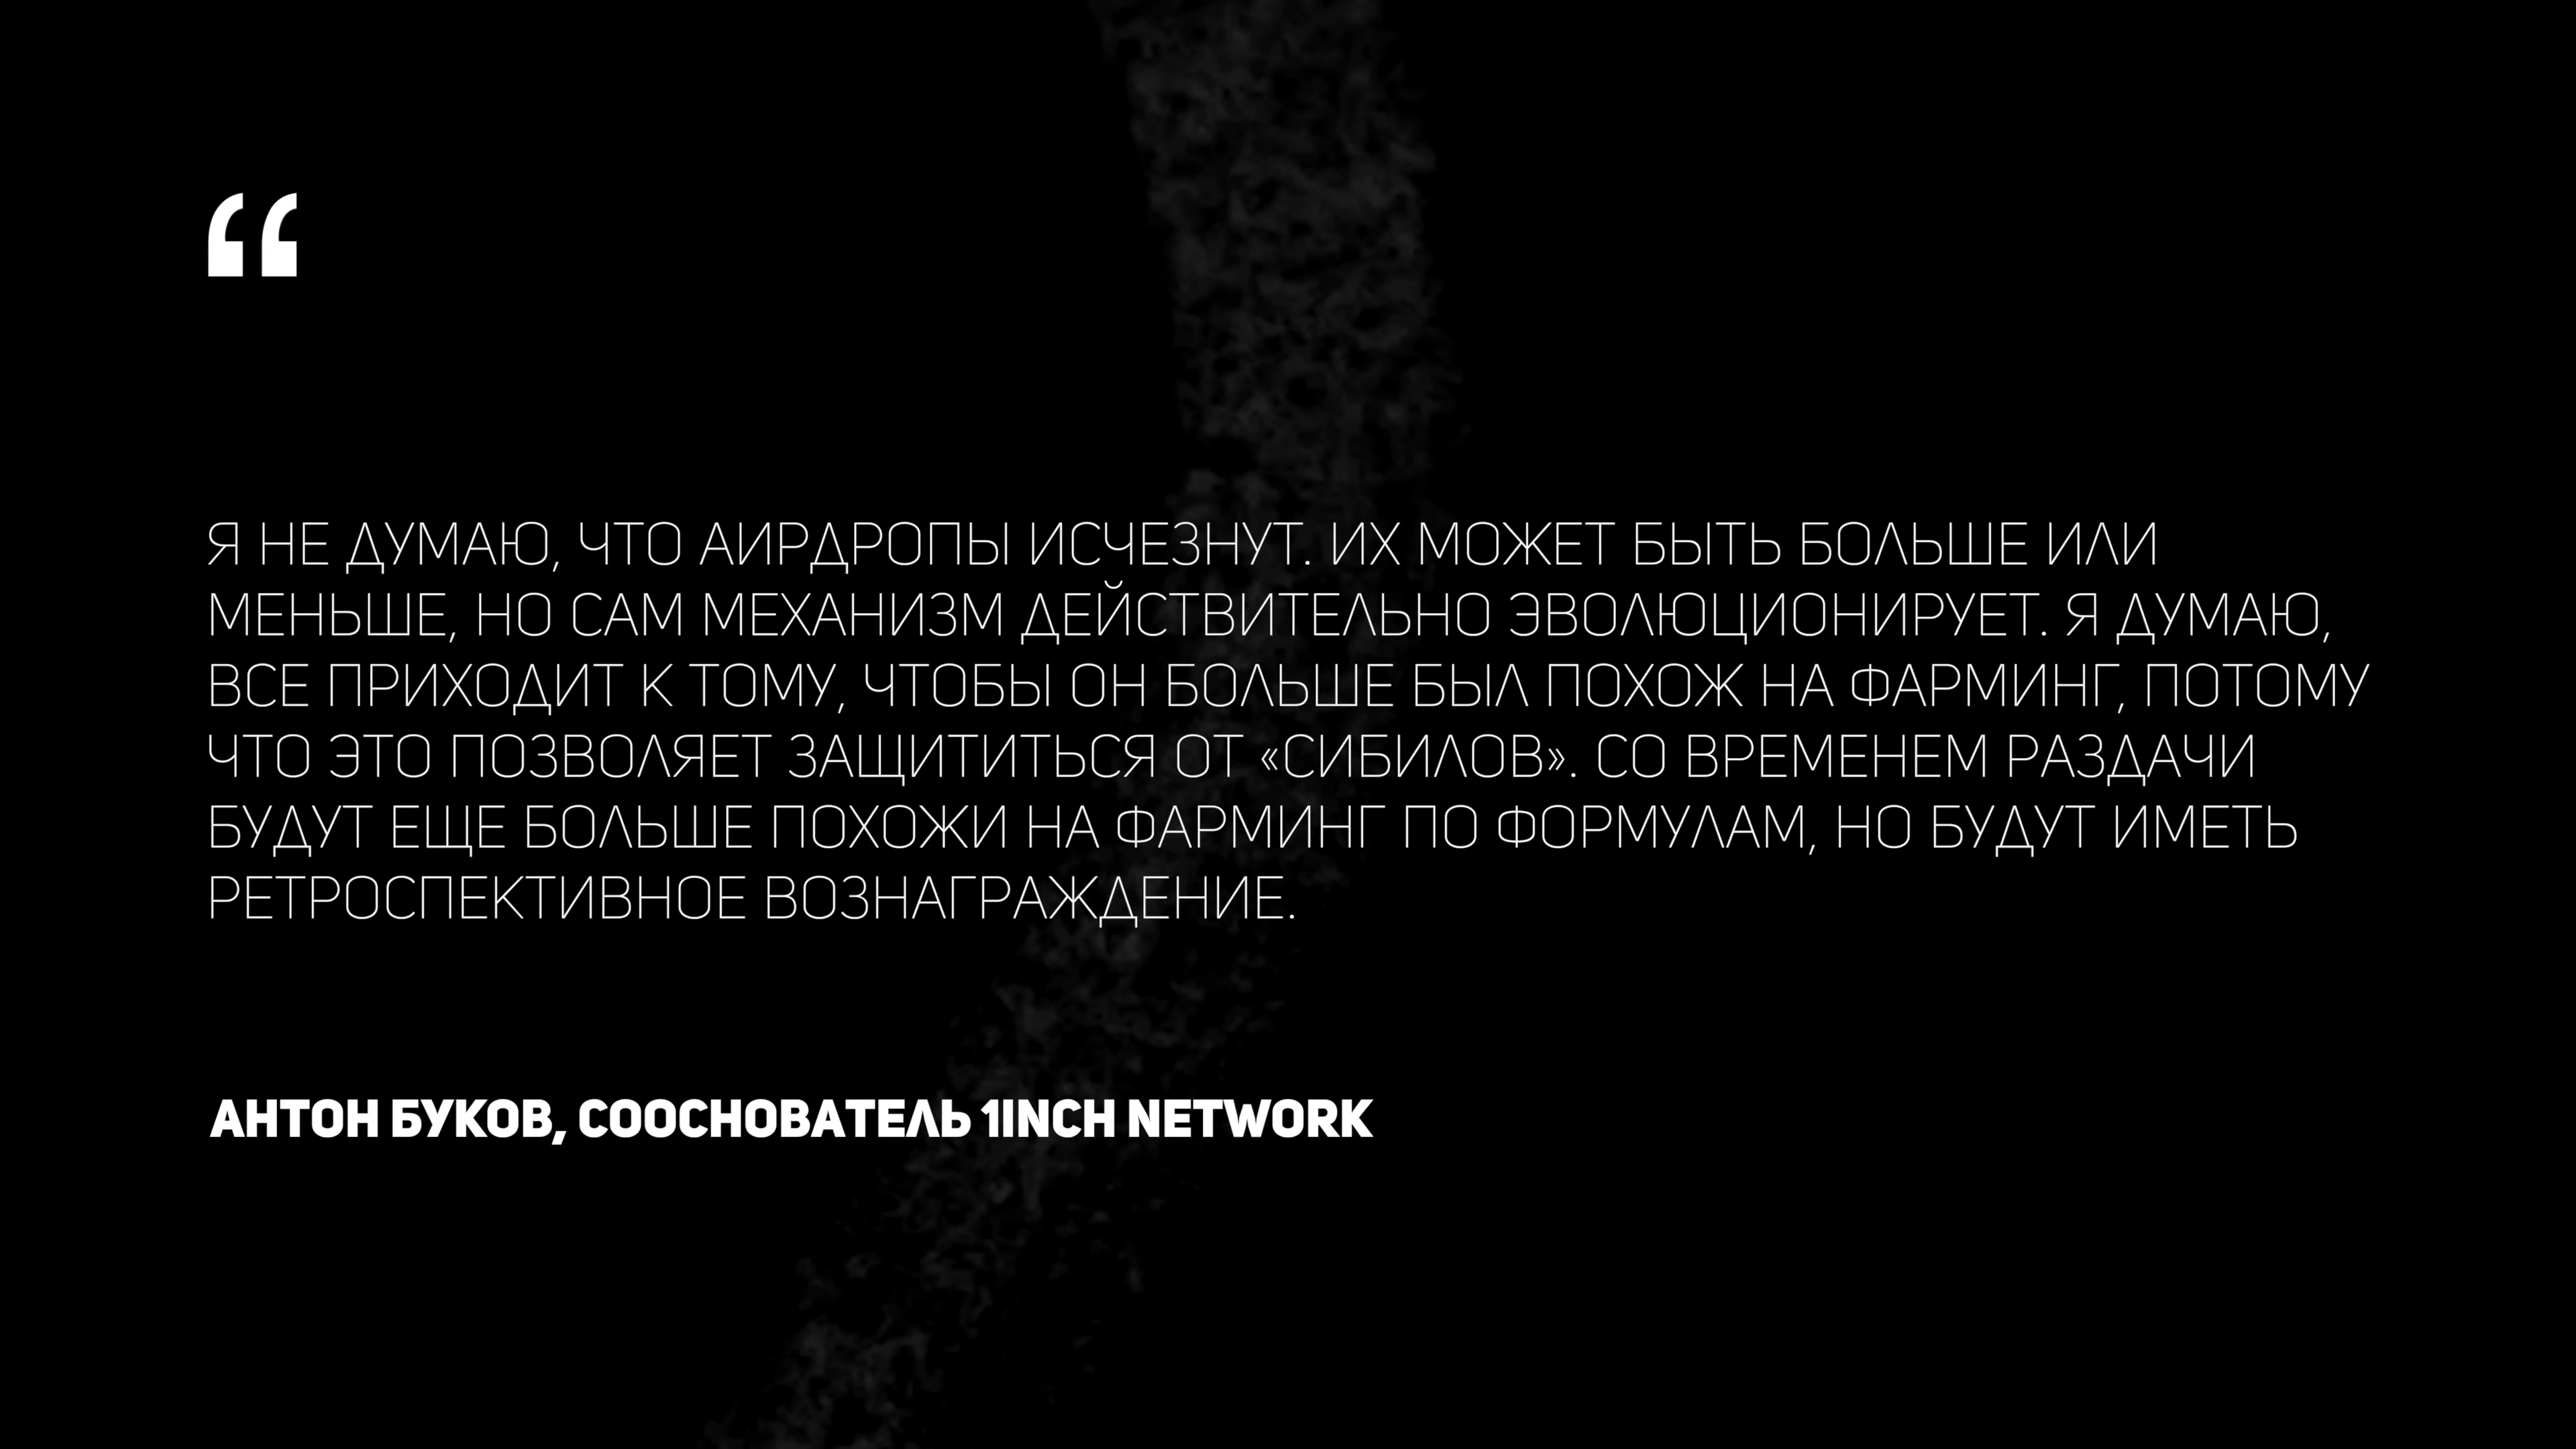 “
Я НЕ ДУМАЮ, ЧТО АИРДРОПЫ ИСЧЕЗНУТ. ИХ МОЖЕТ БЫТЬ БОЛЬШЕ ИЛИ
МЕНЬШЕ, НО САМ МЕХАНИЗМ ДЕЙСТВИТЕЛЬНО ЭВОЛЮЦИОНИРУЕТ. Я ДУМАЮ,
ВСЕ ПРИХОДИТ К ТОМУ, ЧТОБЫ ОН БОЛЬШЕ БЫЛ ПОХОЖ НА ФАРМИНГ, ПОТОМУ
ЧТО ЭТО ПОЗВОЛЯЕТ ЗАЩИТИТЬСЯ ОТ «СИБИЛОВ». СО ВРЕМЕНЕМ РАЗДАЧИ
БУДУТ ЕЩЕ БОЛЬШЕ ПОХОЖИ НА ФАРМИНГ ПО ФОРМУЛАМ, НО БУДУТ ИМЕТЬ
РЕТРОСПЕКТИВНОЕ ВОЗНАГРАЖДЕНИЕ.
АНТОН БУКОВ, СООСНОВАТЕЛЬ 1INCH NETWORK